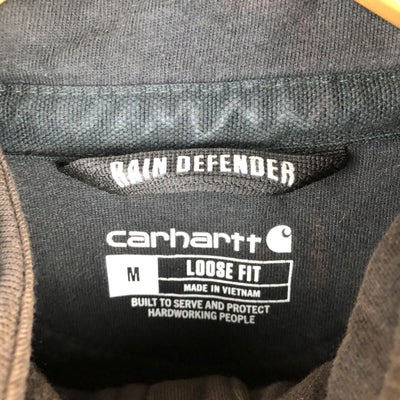 RAIN DEFENDER
carhartt
M LOOSE FIT
MADE IN VIETNAM
BUILT TO SERVE AND PROTECT
HARDWORKING PEOPLE